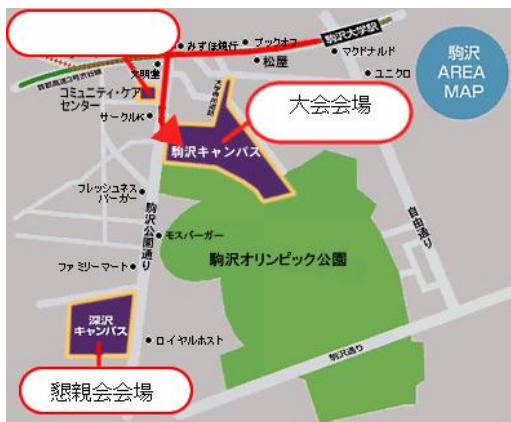 みずほ銀行
ブックオフ
駒沢大学駅
マクドナルド
松屋
ユニクロ
駒沢
AREA
MAP
首都高速3号渋谷線
文明堂
コミュニティ・ケア
センター
サークルK
大会会場
駒沢キャンパス
フレッシュネス
バーガー
駒沢公園通り
モスバーガー
自由通り
駒沢オリンピック公園
ファミリーマート
深沢
キャンパス
ロイヤルホスト
駒沢通り
懇親会会場